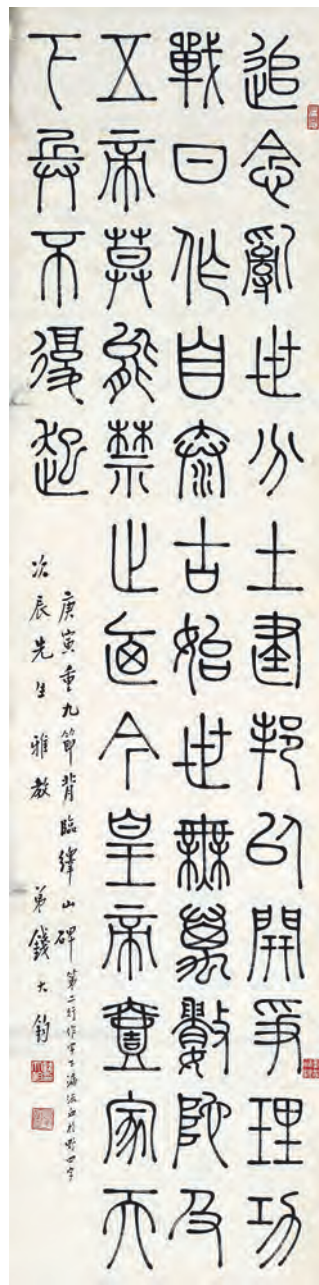 追念亂世分土建邦以開爭理功
戰日作自泰古始世無萬數阤及
五帝莫能禁止廼今皇帝壹家天
下兵不復起
庚寅重九節背臨繹山碑 第二行作字下漏流血於野四字
次辰先生雅教 弟錢大鈞